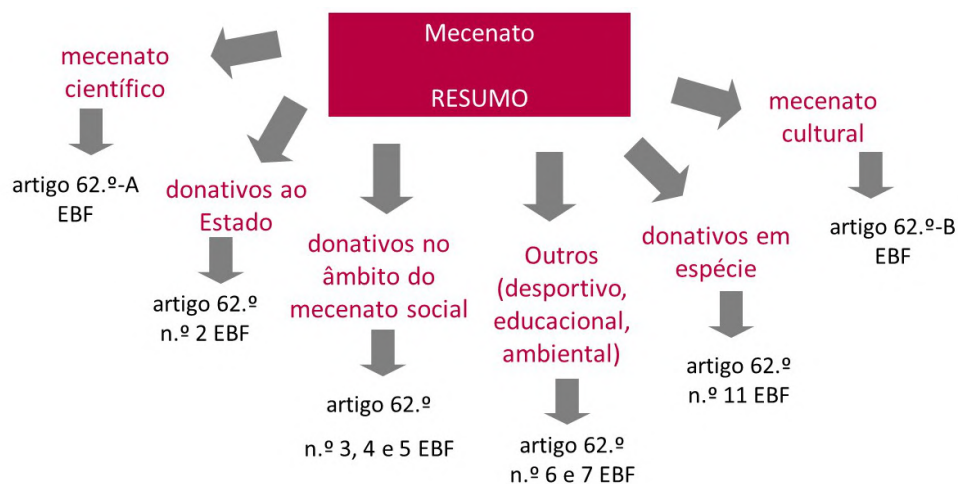 Mecenato
RESUMO
mecenato
científico
artigo 62.º-A
EBF
donativos ao
Estado
artigo 62.º
n.º 2 EBF
donativos no
âmbito do
mecenato social
artigo 62.º
n.º 3, 4 e 5 EBF
Outros
(desportivo,
educacional,
ambiental)
artigo 62.º
n.º 6 e 7 EBF
donativos em
espécie
artigo 62.º
n.º 11 EBF
mecenato
cultural
artigo 62.º-B
EBF